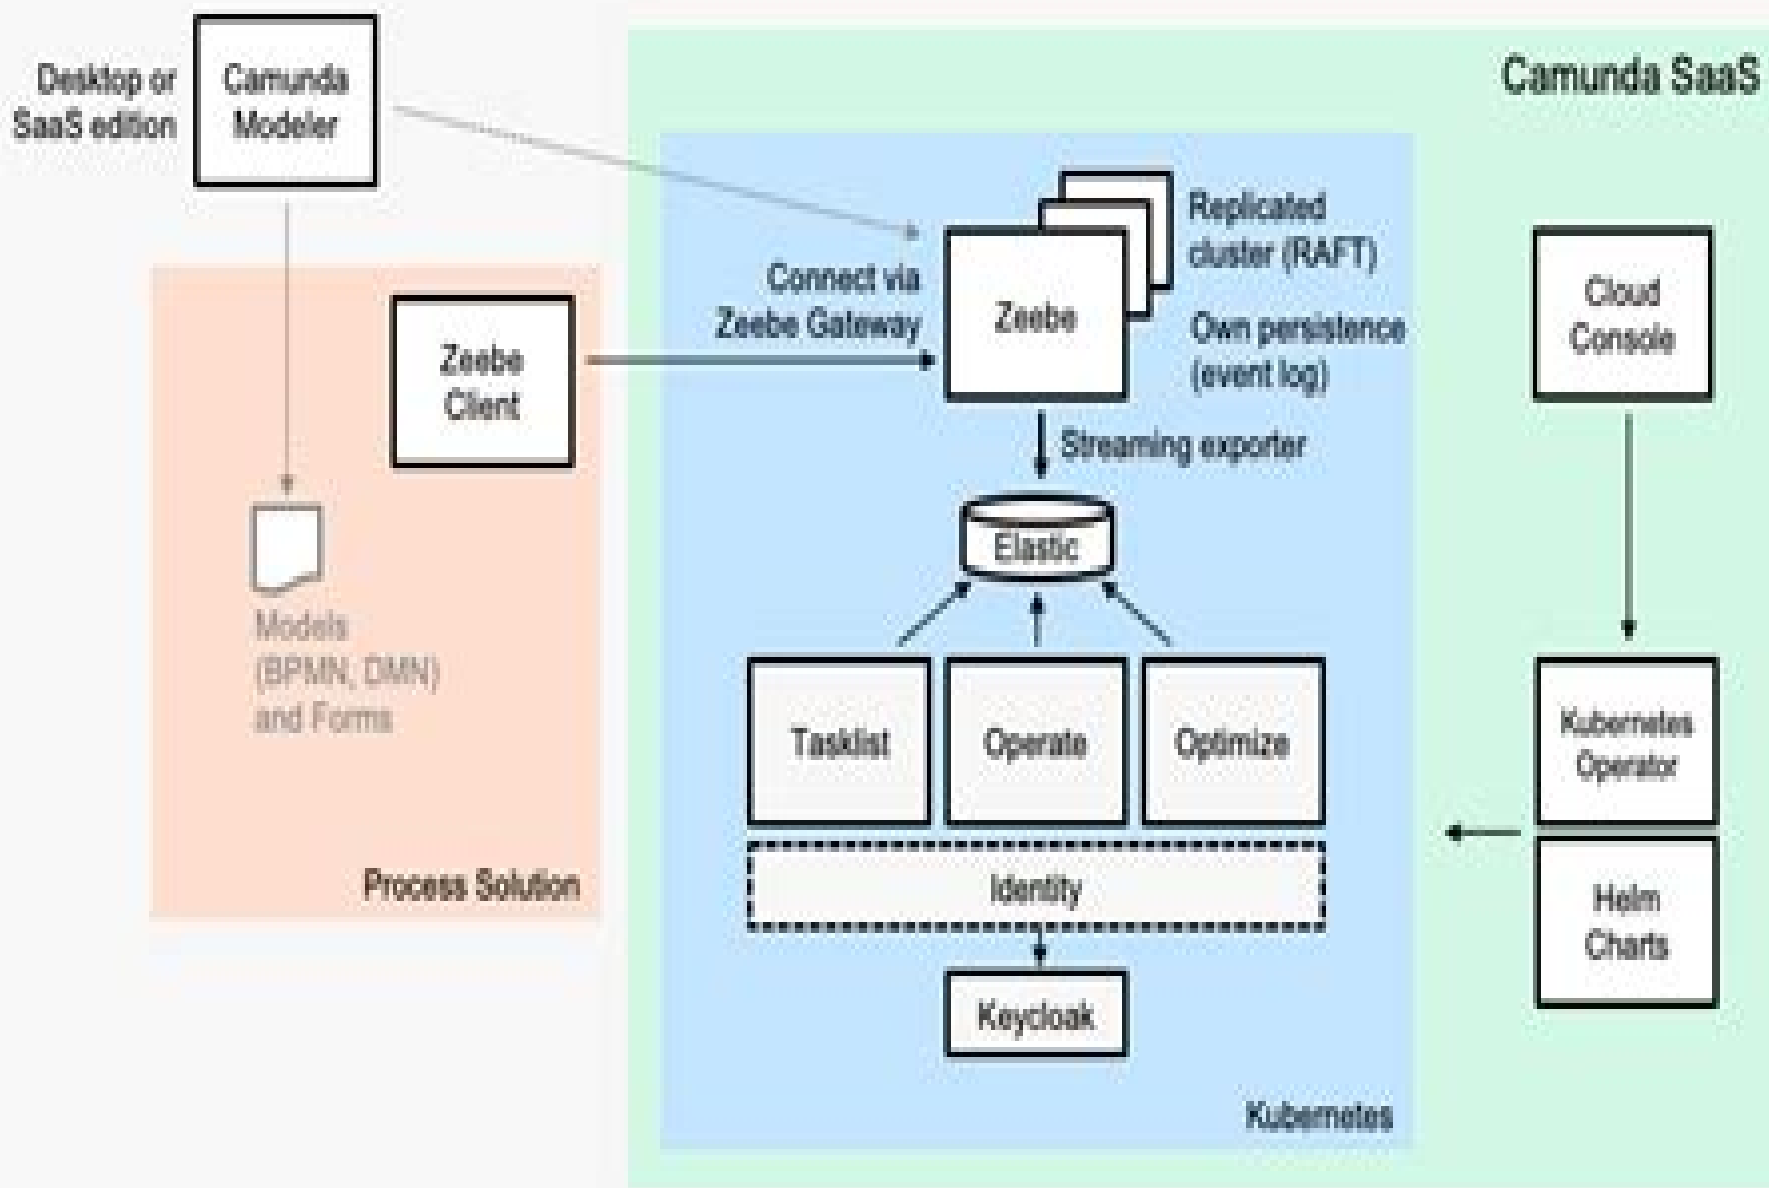 Desktop or
SaaS edition
Camunda
Modeler
Camunda SaaS
Replicated
cluster (RAFT)
Own persistence
(event log)
Connect via
Zeebe Gateway
Zeebe
Cloud
Console
Zeebe
Client
Streaming exporter
Elastic
Models
(BPMN, DMN)
and Forms
Tasklist
Operate
Optimize
Kubernetes
Operator
Process Solution
Identity
Helm
Charts
Keycloak
Kubernetes